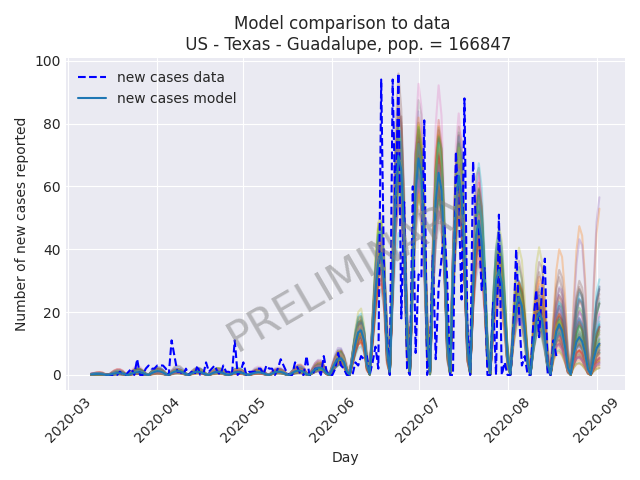 Model comparison to data
US - Texas - Guadalupe, pop. = 166847
new cases data
new cases model
Number of new cases reported
100
80
60
40
20
0
PRELIMINARY
2020-03
2020-04
2020-05
2020-06
2020-07
2020-08
2020-09
Day